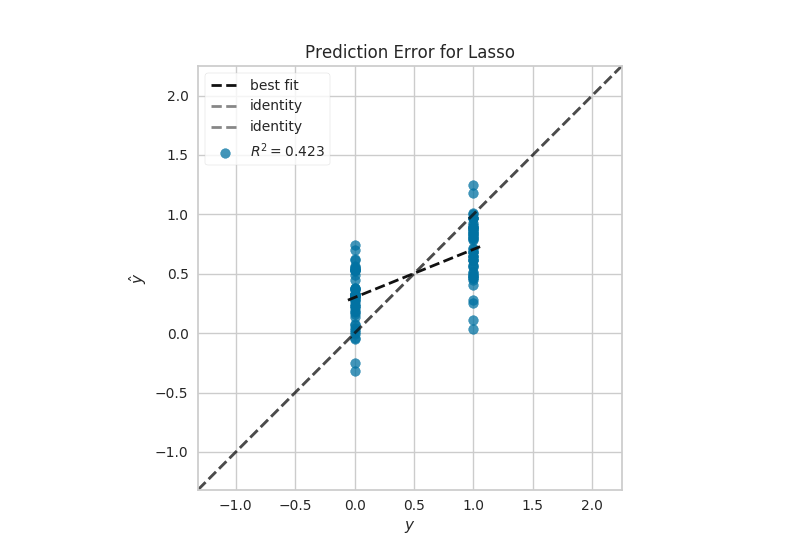 Prediction Error for Lasso
best fit
identity
identity
R² = 0.423
2.0
1.5
1.0
0.5
0.0
−0.5
−1.0
ŷ
−1.0 −0.5 0.0 0.5 1.0 1.5 2.0
y